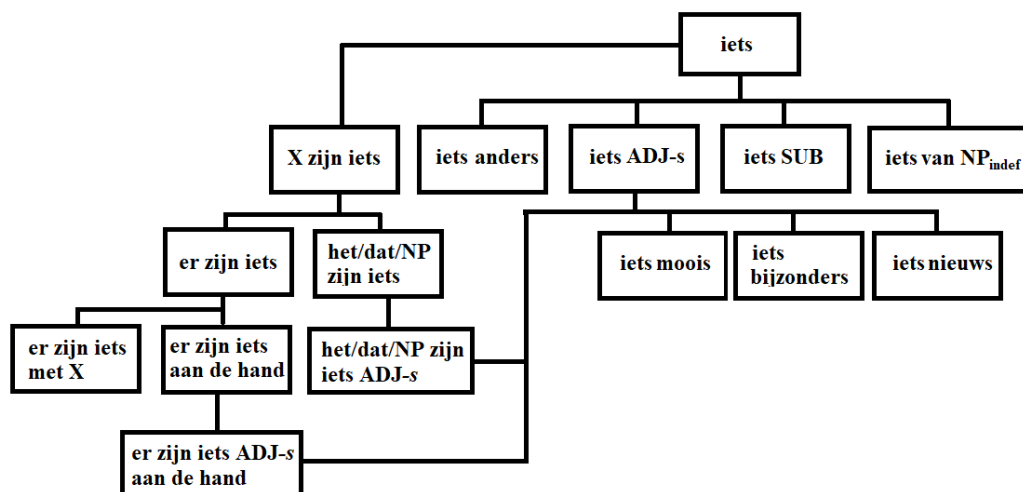 iets
X zijn iets
iets anders
iets ADJ-s
iets SUB
iets van NPindef
er zijn iets
het/dat/NP
zijn iets
iets moois
iets
bijzonders
iets nieuws
er zijn iets
met X
er zijn iets
aan de hand
het/dat/NP zijn
iets ADJ-s
er zijn iets ADJ-s
aan de hand